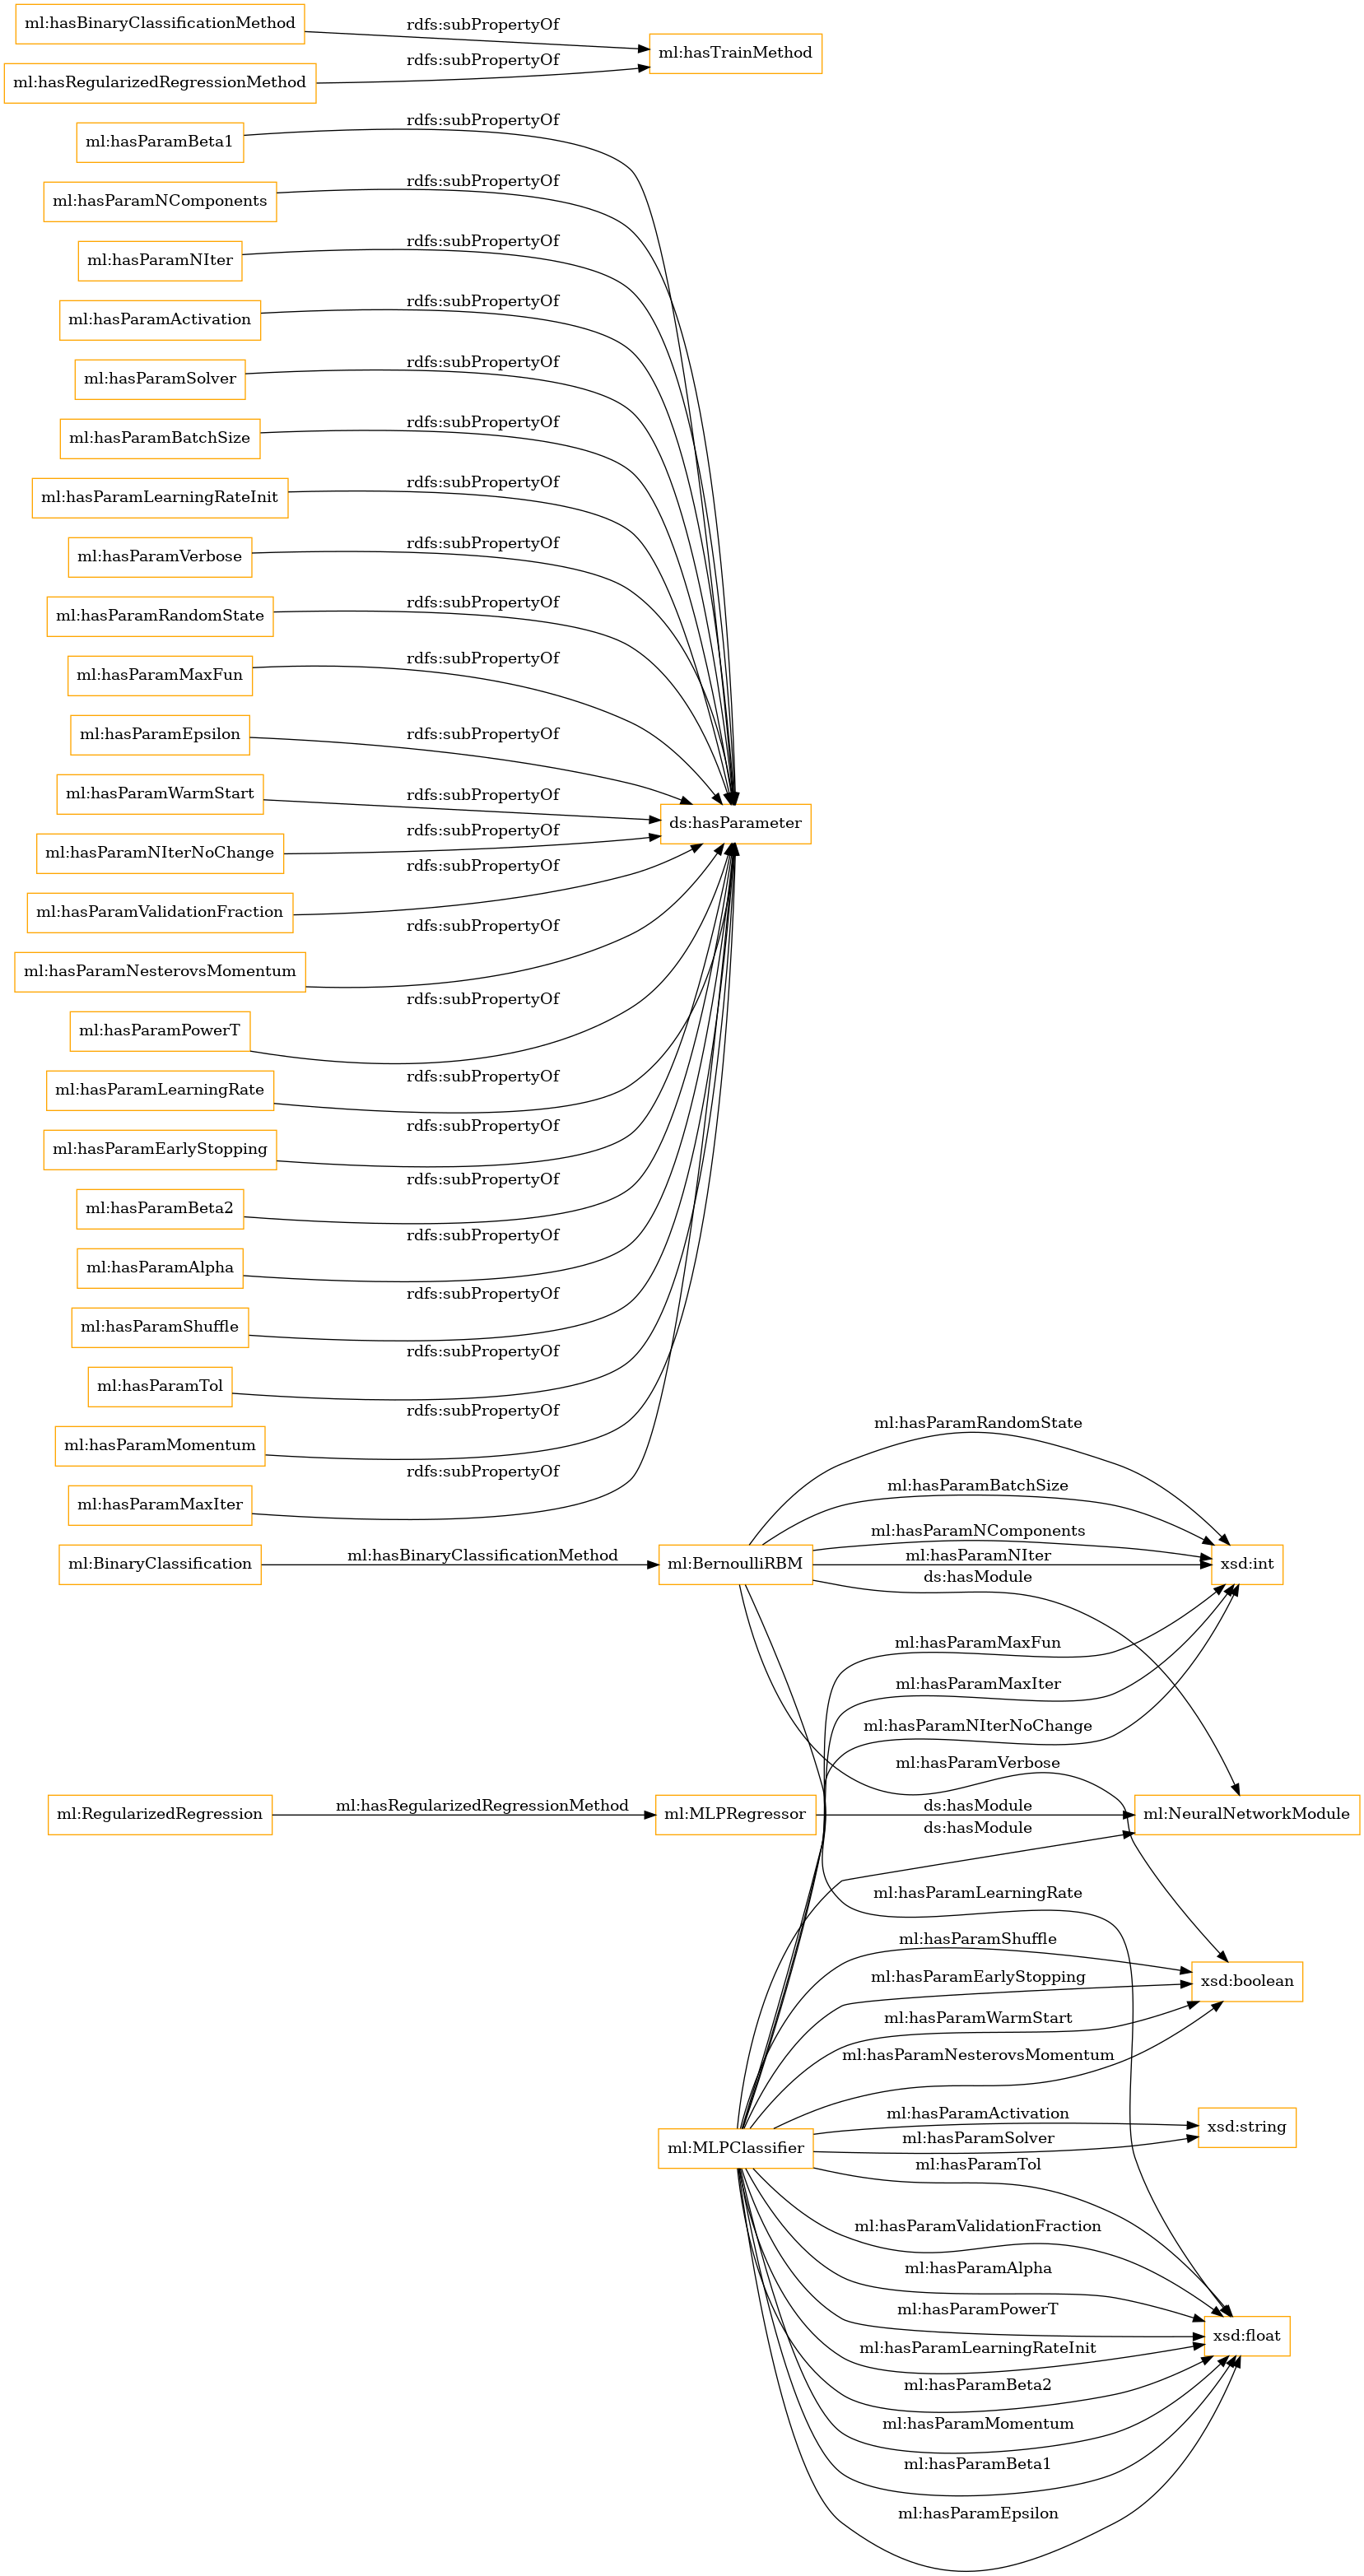 ml:hasBinaryClassificationMethod
rdfs:subPropertyOf
ml:hasTrainMethod
ml:hasRegularizedRegressionMethod
rdfs:subPropertyOf
ml:hasParamBeta1
rdfs:subPropertyOf
ml:hasParamNComponents
rdfs:subPropertyOf
ml:hasParamNIter
rdfs:subPropertyOf
ml:hasParamActivation
rdfs:subPropertyOf
ml:hasParamSolver
rdfs:subPropertyOf
ml:hasParamBatchSize
rdfs:subPropertyOf
ml:hasParamLearningRateInit
rdfs:subPropertyOf
ml:hasParamVerbose
rdfs:subPropertyOf
ml:hasParamRandomState
rdfs:subPropertyOf
ml:hasParamMaxFun
rdfs:subPropertyOf
ml:hasParamEpsilon
rdfs:subPropertyOf
ml:hasParamWarmStart
rdfs:subPropertyOf
ds:hasParameter
ml:hasParamNIterNoChange
rdfs:subPropertyOf
ml:hasParamValidationFraction
rdfs:subPropertyOf
ml:hasParamNesterovsMomentum
rdfs:subPropertyOf
ml:hasParamPowerT
rdfs:subPropertyOf
ml:hasParamLearningRate
rdfs:subPropertyOf
ml:hasParamEarlyStopping
rdfs:subPropertyOf
ml:hasParamBeta2
rdfs:subPropertyOf
ml:hasParamAlpha
rdfs:subPropertyOf
ml:hasParamShuffle
rdfs:subPropertyOf
ml:hasParamTol
rdfs:subPropertyOf
ml:hasParamMomentum
rdfs:subPropertyOf
ml:hasParamMaxIter
rdfs:subPropertyOf
ml:BinaryClassification
ml:hasBinaryClassificationMethod
ml:BernoulliRBM
ml:hasParamRandomState
ml:hasParamBatchSize
ml:hasParamNComponents
ml:hasParamNIter
ds:hasModule
xsd:int
ml:hasParamMaxFun
ml:hasParamMaxIter
ml:hasParamNIterNoChange
ml:hasParamVerbose
ml:RegularizedRegression
ml:hasRegularizedRegressionMethod
ml:MLPRegressor
ds:hasModule
ml:NeuralNetworkModule
ds:hasModule
ml:hasParamLearningRate
ml:hasParamShuffle
ml:hasParamEarlyStopping
xsd:boolean
ml:hasParamWarmStart
ml:hasParamNesterovsMomentum
ml:MLPClassifier
ml:hasParamActivation
xsd:string
ml:hasParamSolver
ml:hasParamTol
ml:hasParamValidationFraction
ml:hasParamAlpha
ml:hasParamPowerT
xsd:float
ml:hasParamLearningRateInit
ml:hasParamBeta2
ml:hasParamMomentum
ml:hasParamBeta1
ml:hasParamEpsilon